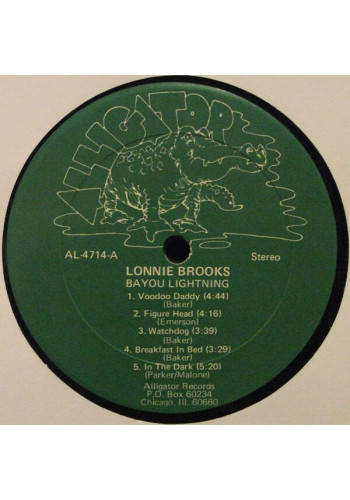 ALLIGATOR
AL-4714-A
Stereo
LONNIE BROOKS
BAYOU LIGHTNING
1. Voodoo Daddy (4:44)
(Baker)
2. Figure Head (4:16)
(Emerson)
3. Watchdog (3:39)
(Baker)
4. Breakfast In Bed (3:29)
(Baker)
5. In The Dark (5:20)
(Parker/Malone)
Alligator Records
P.O. Box 60234
Chicago, Ill. 60660